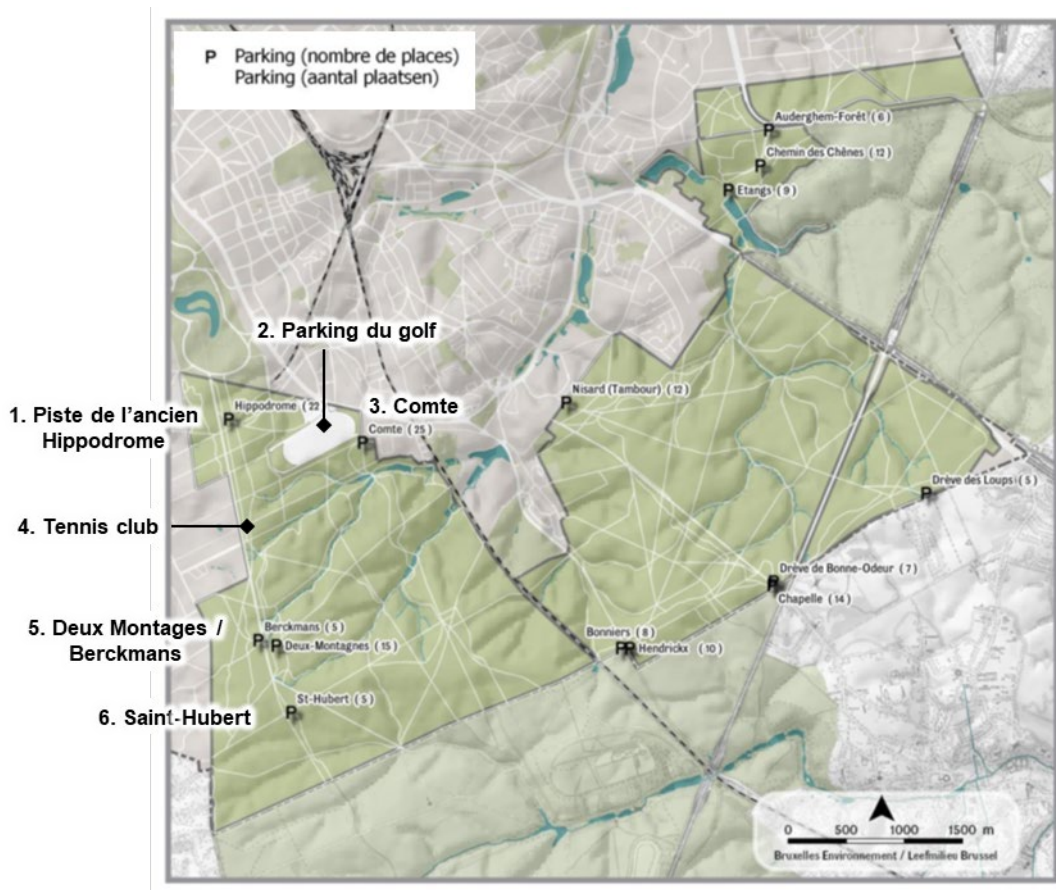 P Parking (nombre de places)
Parking (aantal plaatsen)
Auderghem-Forêt (6)
Chemin des Chênes (12)
Etangs (9)
2. Parking du golf
1. Piste de l'ancien
Hippodrome
Hippodrome (22
3. Comte
Comte (25)
Nisard (Tambour) (12)
Drève des Loups (5)
4. Tennis club
Drève de Bonne-Odeur (7)
Chapelle (14)
5. Deux Montages /
Berckmans
Berckmans (5)
Deux-Montagnes (15)
Bonniers (8)
Hendrickx (10)
6. Saint-Hubert
St-Hubert (5)
0 500 1000 1500 m
Bruxelles Environnement / Leefmilieu Brussel